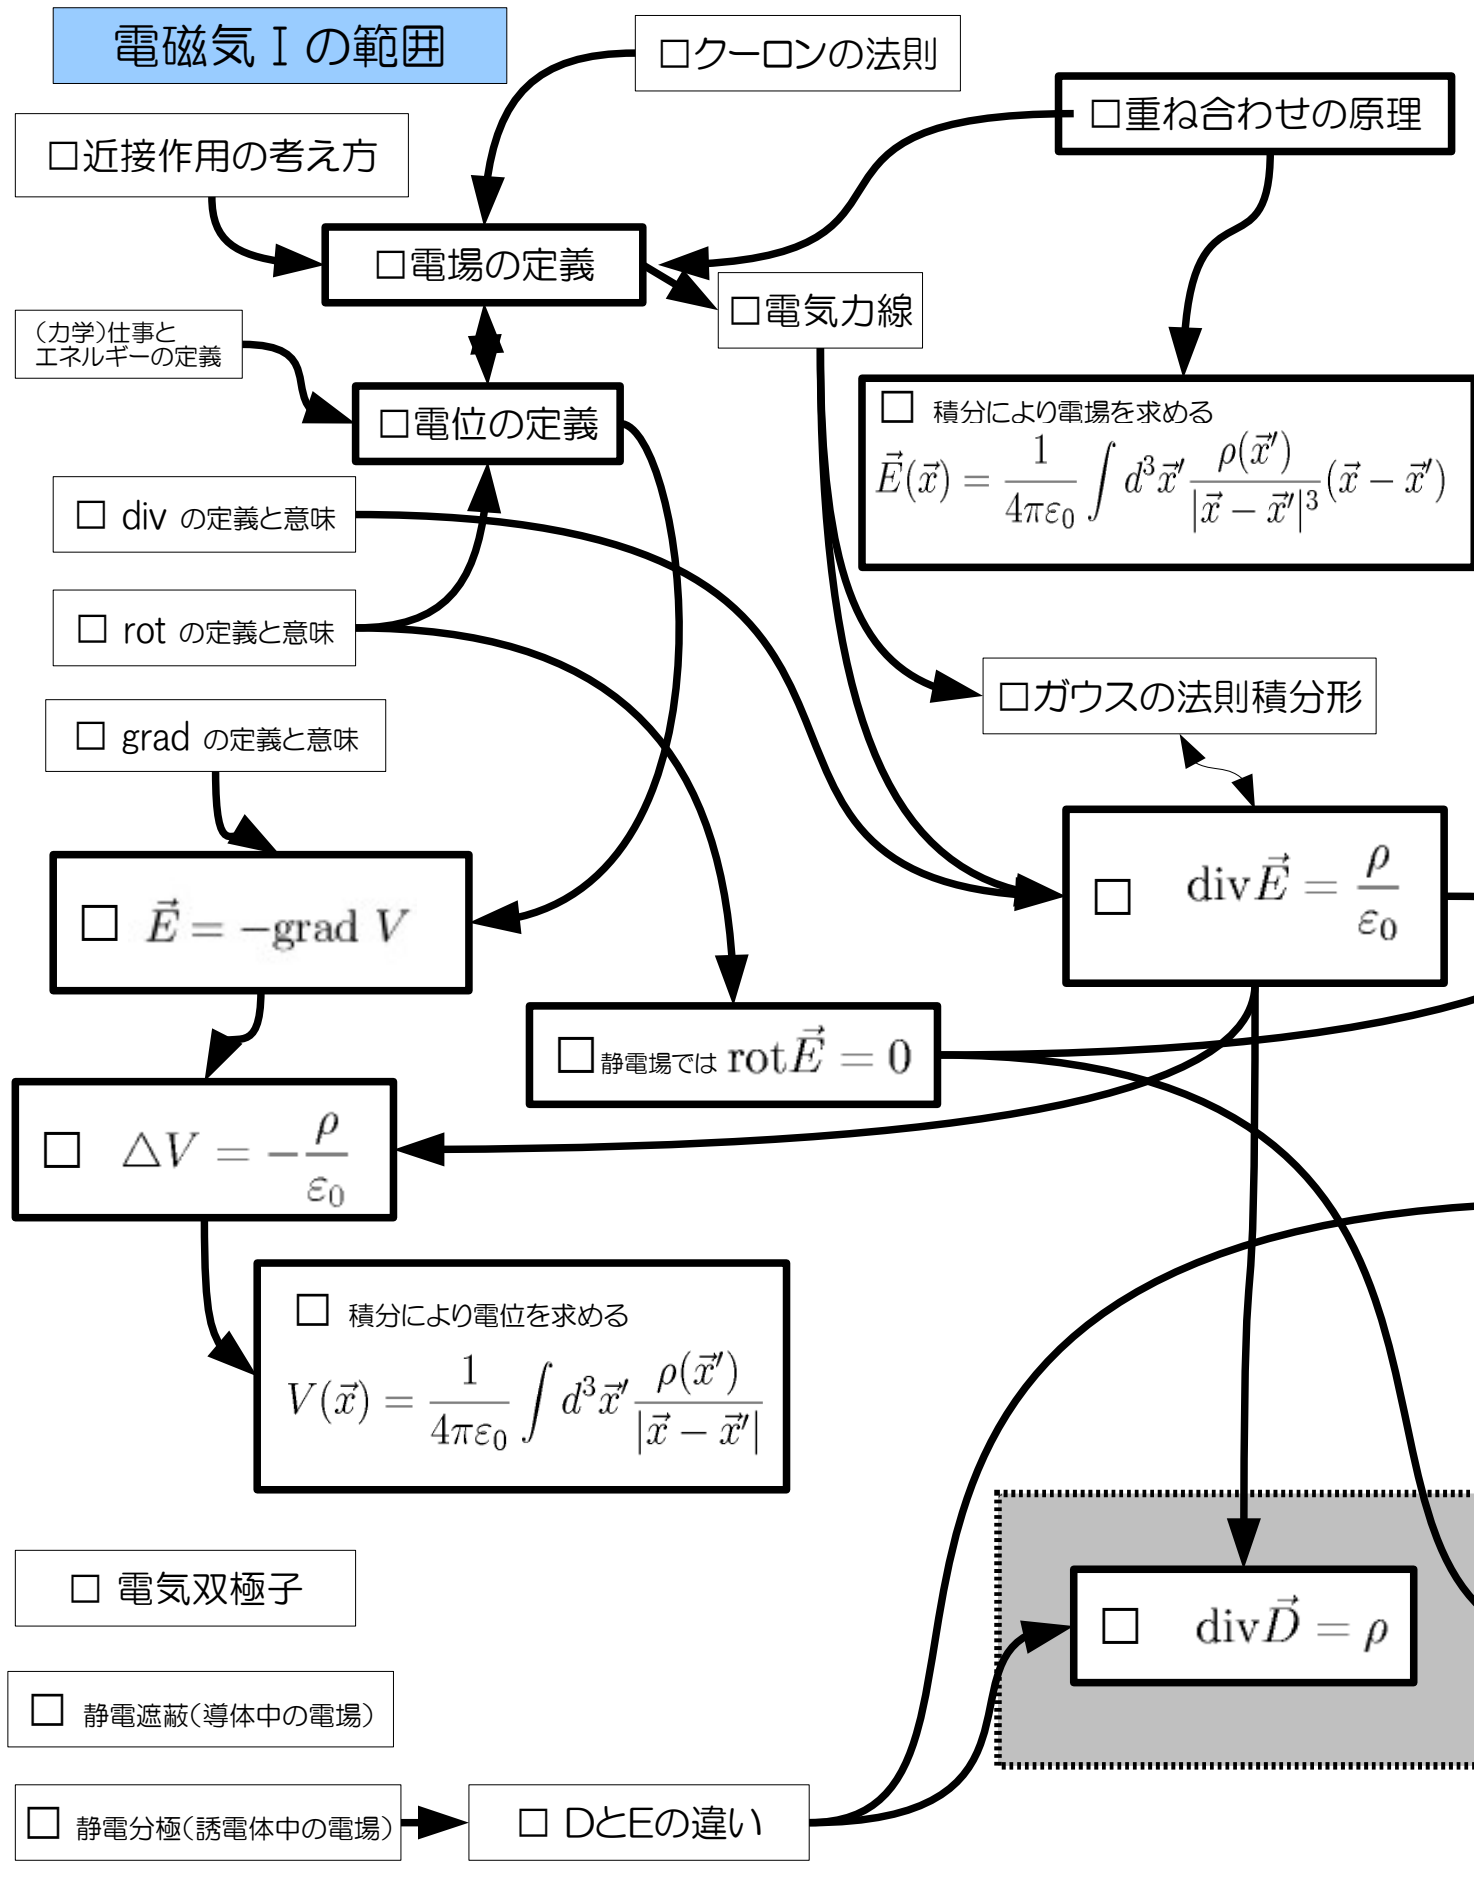 電磁気Ⅰの範囲
□クーロンの法則
□重ね合わせの原理
□近接作用の考え方
□電場の定義
□電気力線
(力学)仕事と
エネルギーの定義
□電位の定義
□ 積分により電場を求める
$\vec{E}(\vec{x}) = \frac{1}{4\pi\varepsilon_0} \int d^3\vec{x}' \frac{\rho(\vec{x}')}{|\vec{x} - \vec{x}'|^3} (\vec{x} - \vec{x}')$
□ div の定義と意味
□ rot の定義と意味
□ガウスの法則積分形
□ grad の定義と意味
□ $\mathrm{div}\vec{E} = \frac{\rho}{\varepsilon_0}$
□ $\vec{E} = -\mathrm{grad}\ V$
□静電場では $\mathrm{rot}\vec{E} = 0$
□ $\triangle V = -\frac{\rho}{\varepsilon_0}$
□ 積分により電位を求める
$V(\vec{x}) = \frac{1}{4\pi\varepsilon_0} \int d^3\vec{x}' \frac{\rho(\vec{x}')}{|\vec{x} - \vec{x}'|}$
□ 電気双極子
□ $\mathrm{div}\vec{D} = \rho$
□ 静電遮蔽(導体中の電場)
□ 静電分極(誘電体中の電場)
□ DとEの違い